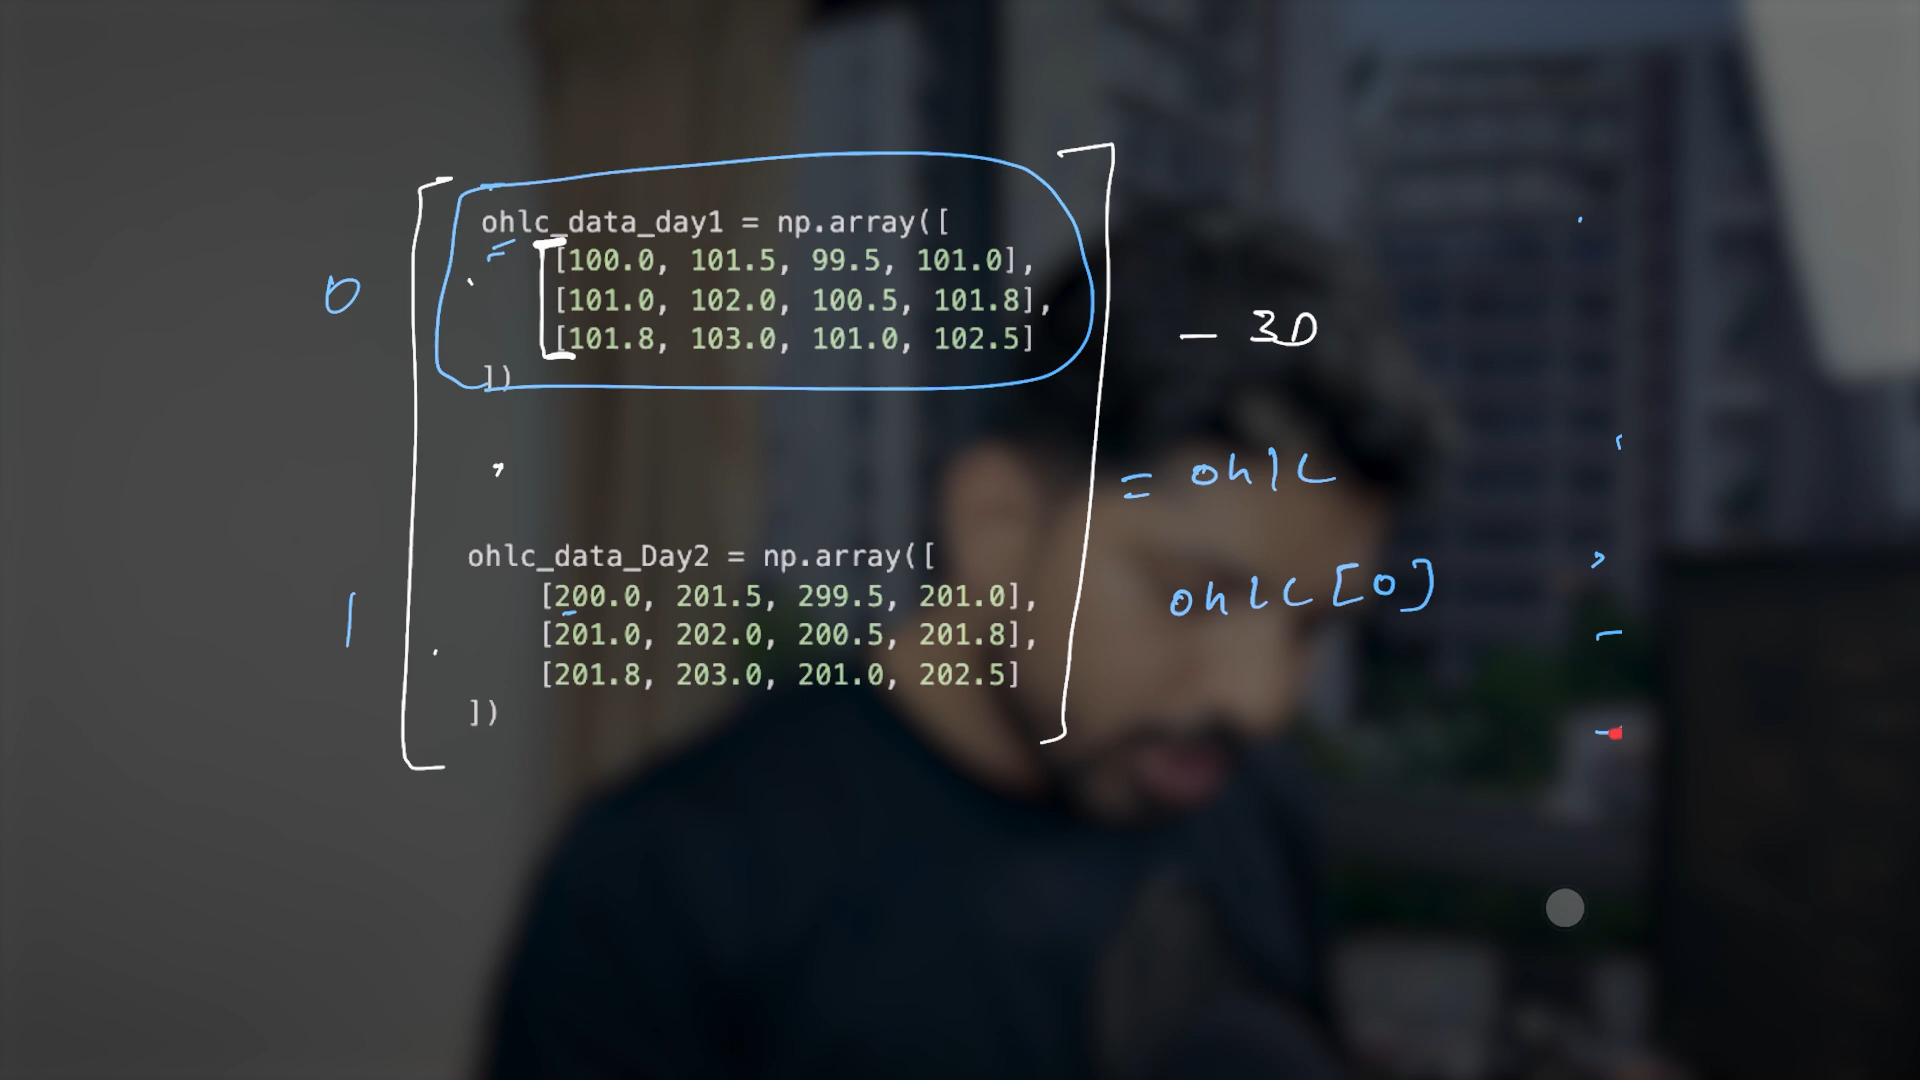 ohlc_data_day1 = np.array([
[100.0, 101.5, 99.5, 101.0],
0
[101.0, 102.0, 100.5, 101.8],
[101.8, 103.0, 101.0, 102.5]
])
- 3D
,
= ohlc
ohlc_data_Day2 = np.array([
ohlc[0]
[200.0, 201.5, 299.5, 201.0],
1
[201.0, 202.0, 200.5, 201.8],
[201.8, 203.0, 201.0, 202.5]
])